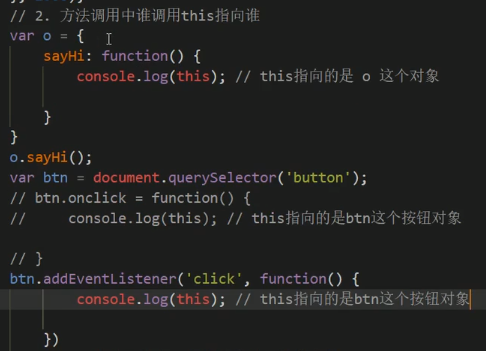 // 2. 方法调用中谁调用this指向谁
var o = {
    sayHi: function() {
        console.log(this); // this指向的是 o 这个对象
    }
}
o.sayHi();
var btn = document.querySelector('button');
// btn.onclick = function() {
//     console.log(this); // this指向的是btn这个按钮对象
// }
btn.addEventListener('click', function() {
        console.log(this); // this指向的是btn这个按钮对象
    })